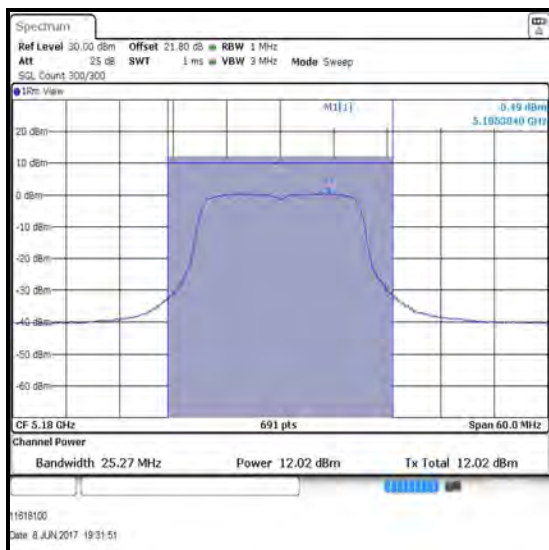 Spectrum
Ref Level 30.00 dBm Offset 21.80 dB RBW 1 MHz
Att 25 dB SWT 1 ms VBW 3 MHz Mode Sweep
SGL Count 300/300
1Rm View
M1[1] 0.49 dBm
5.1853840 GHz
20 dBm
10 dBm
0 dBm
-10 dBm
-20 dBm
-30 dBm
-40 dBm
-50 dBm
-60 dBm
CF 5.18 GHz 691 pts Span 60.0 MHz
Channel Power
Bandwidth 25.27 MHz Power 12.02 dBm Tx Total 12.02 dBm
11618100
Date: 8 JUN.2017 19:31:51